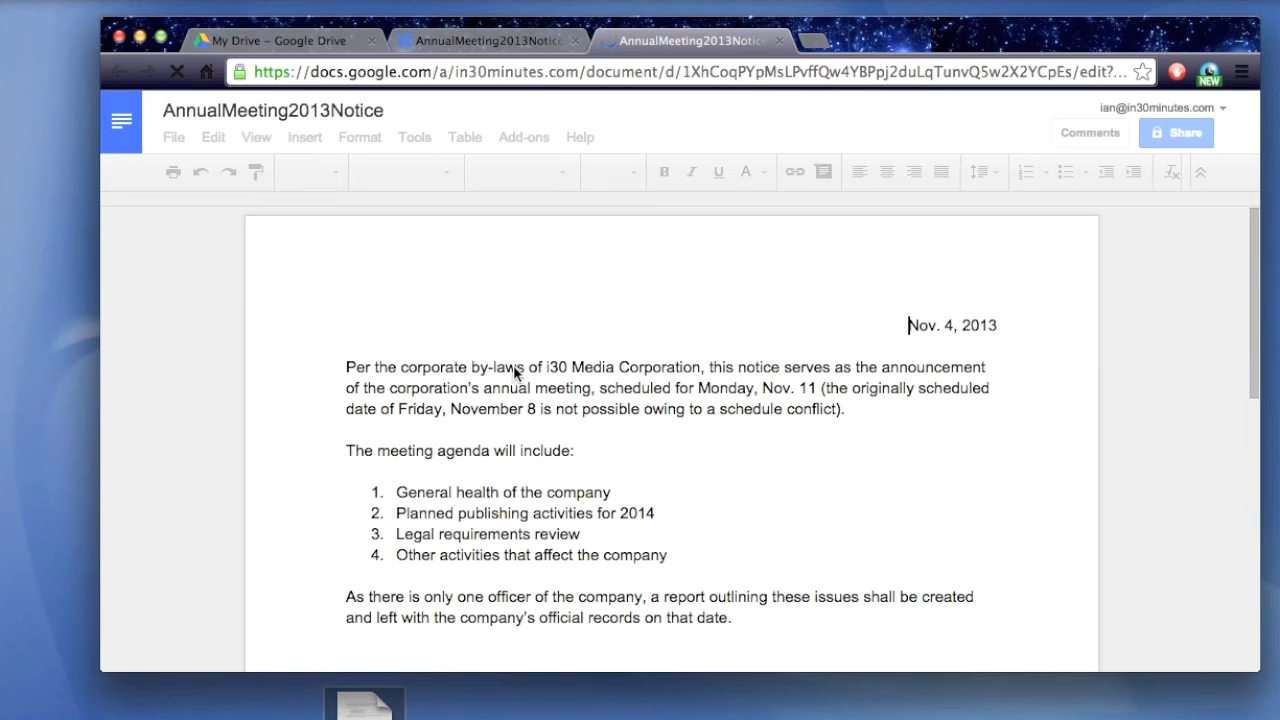 My Drive – Google Drive
AnnualMeeting2013Notice
AnnualMeeting2013Notice
https://docs.google.com/a/in30minutes.com/document/d/1XhCoqPYpMsLPvffQw4YBPpj2duLqTunvQ5w2X2YCpEs/edit?...
NEW
AnnualMeeting2013Notice
ian@in30minutes.com
File Edit View Insert Format Tools Table Add-ons Help
Comments
Share
B I U A
Nov. 4, 2013
Per the corporate by-laws of i30 Media Corporation, this notice serves as the announcement
of the corporation's annual meeting, scheduled for Monday, Nov. 11 (the originally scheduled
date of Friday, November 8 is not possible owing to a schedule conflict).
The meeting agenda will include:
1. General health of the company
2. Planned publishing activities for 2014
3. Legal requirements review
4. Other activities that affect the company
As there is only one officer of the company, a report outlining these issues shall be created
and left with the company's official records on that date.